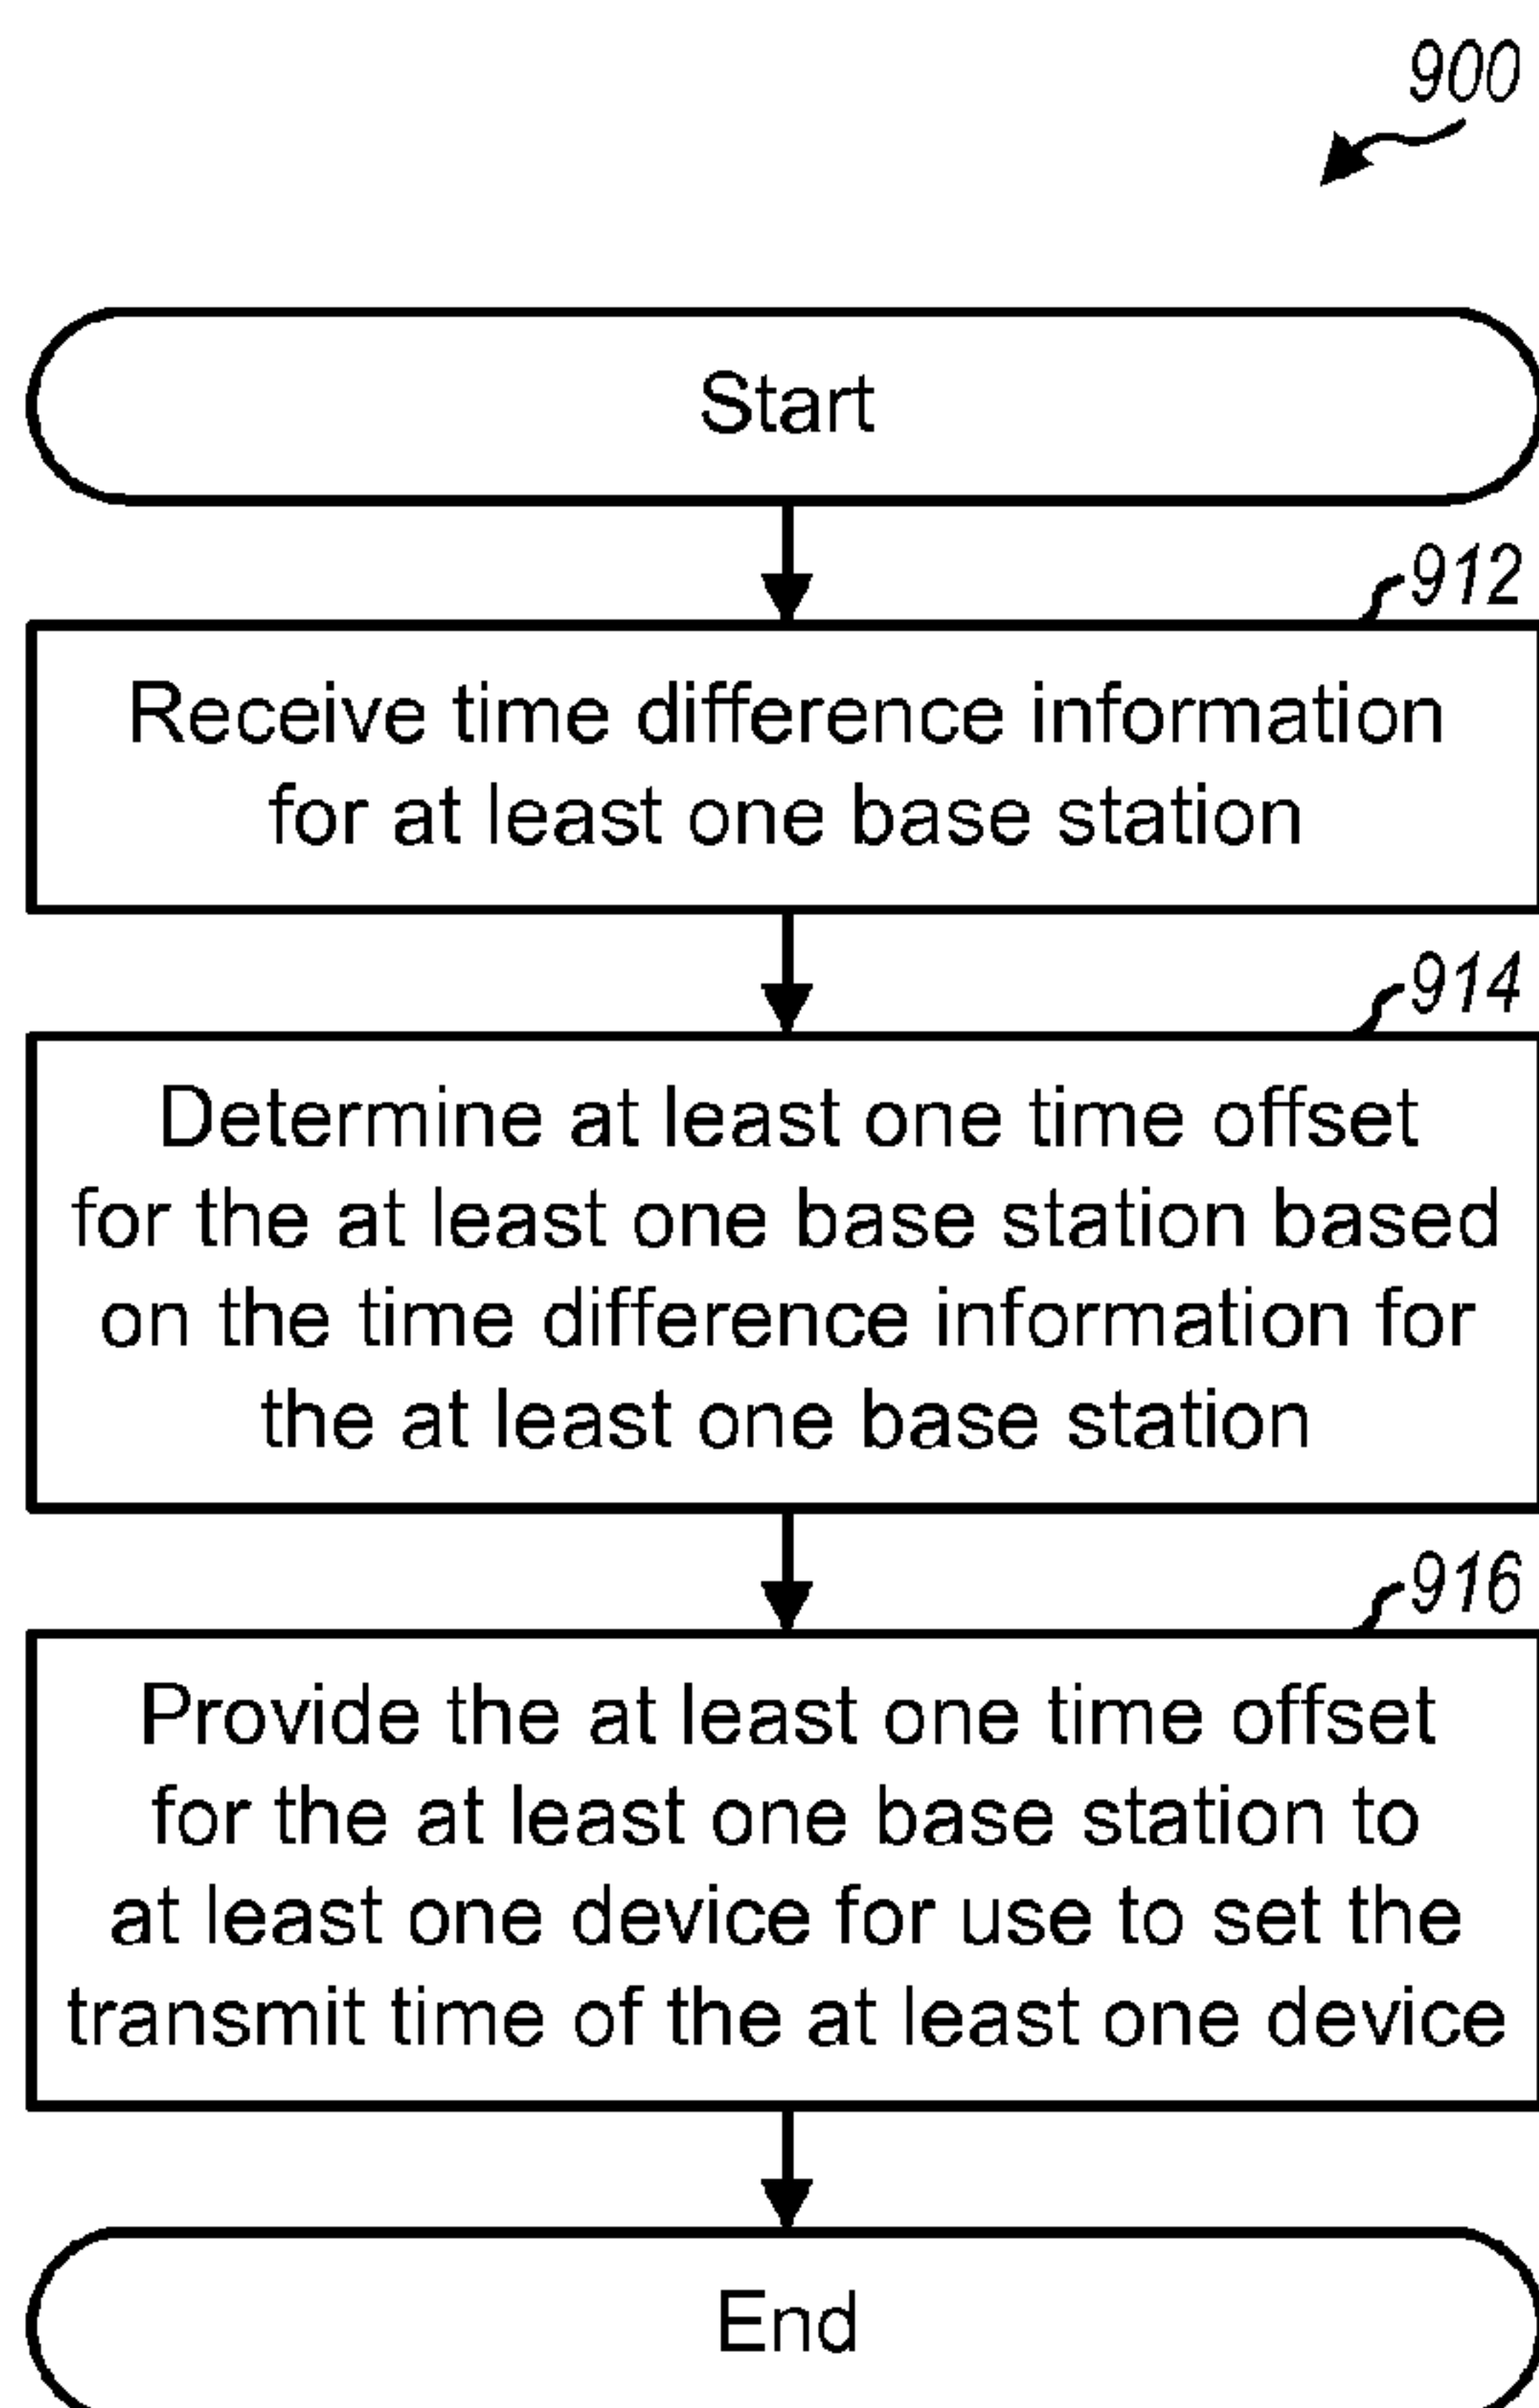 900
Start
912
Receive time difference information
for at least one base station
914
Determine at least one time offset
for the at least one base station based
on the time difference information for
the at least one base station
916
Provide the at least one time offset
for the at least one base station to
at least one device for use to set the
transmit time of the at least one device
End